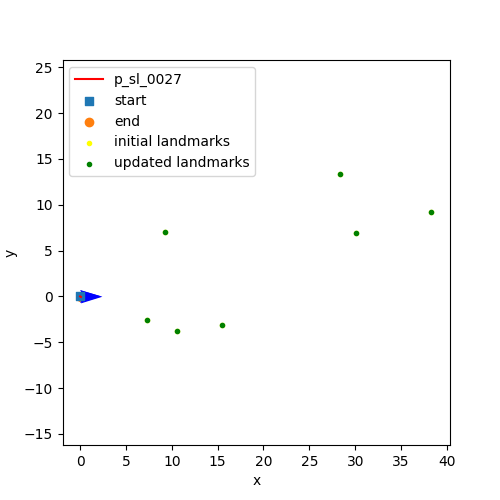 25
20
15
10
5
0
−5
−10
−15
y
p_sl_0027
start
end
initial landmarks
updated landmarks
0 5 10 15 20 25 30 35 40
x